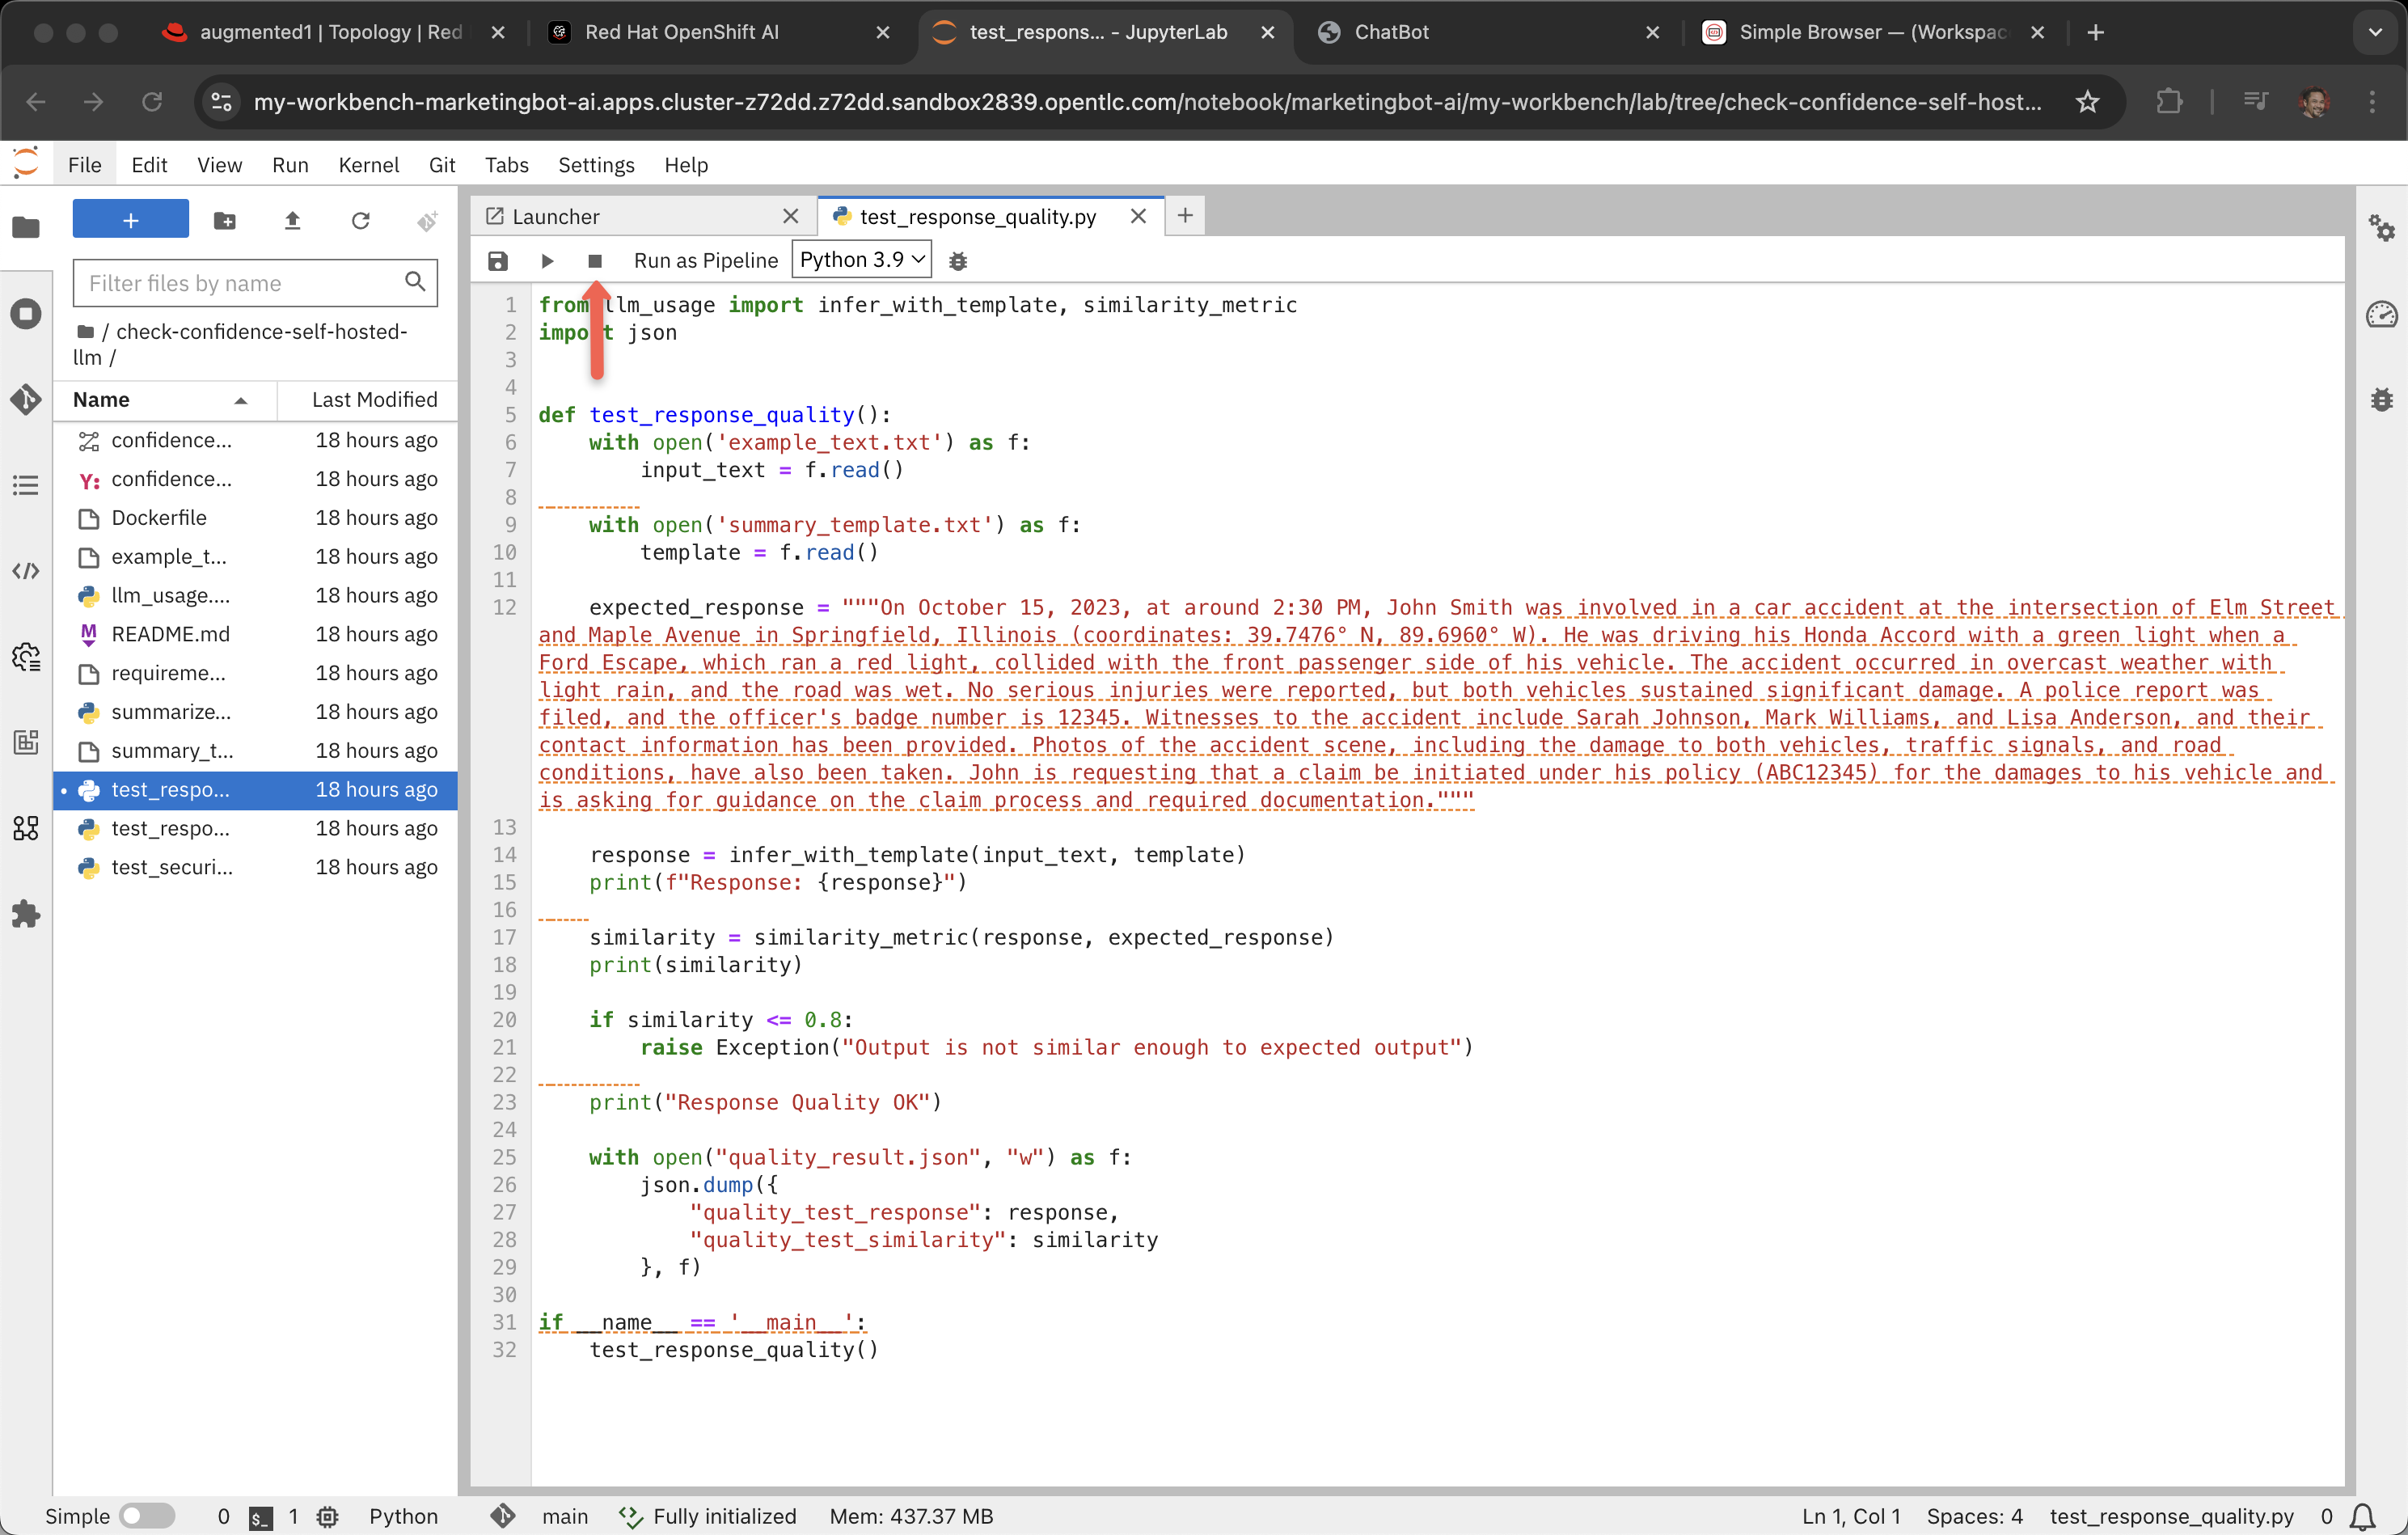 augmented1 | Topology | Red
Red Hat OpenShift AI
test_respons... - JupyterLab
ChatBot
Simple Browser — (Workspac
my-workbench-marketingbot-ai.apps.cluster-z72dd.z72dd.sandbox2839.opentlc.com/notebook/marketingbot-ai/my-workbench/lab/tree/check-confidence-self-host...
File Edit View Run Kernel Git Tabs Settings Help
Launcher
test_response_quality.py
Run as Pipeline
Python 3.9
Filter files by name
/ check-confidence-self-hosted-
llm /
Name Last Modified
confidence... 18 hours ago
Y: confidence... 18 hours ago
Dockerfile 18 hours ago
example_t... 18 hours ago
llm_usage.... 18 hours ago
M README.md 18 hours ago
requireme... 18 hours ago
summarize... 18 hours ago
summary_t... 18 hours ago
test_respo... 18 hours ago
test_respo... 18 hours ago
test_securi... 18 hours ago
1 from llm_usage import infer_with_template, similarity_metric
2 import json
3
4
5 def test_response_quality():
6 with open('example_text.txt') as f:
7 input_text = f.read()
8
9 with open('summary_template.txt') as f:
10 template = f.read()
11
12 expected_response = """On October 15, 2023, at around 2:30 PM, John Smith was involved in a car accident at the intersection of Elm Street
and Maple Avenue in Springfield, Illinois (coordinates: 39.7476° N, 89.6960° W). He was driving his Honda Accord with a green light when a
Ford Escape, which ran a red light, collided with the front passenger side of his vehicle. The accident occurred in overcast weather with
light rain, and the road was wet. No serious injuries were reported, but both vehicles sustained significant damage. A police report was
filed, and the officer's badge number is 12345. Witnesses to the accident include Sarah Johnson, Mark Williams, and Lisa Anderson, and their
contact information has been provided. Photos of the accident scene, including the damage to both vehicles, traffic signals, and road
conditions, have also been taken. John is requesting that a claim be initiated under his policy (ABC12345) for the damages to his vehicle and
is asking for guidance on the claim process and required documentation."""
13
14 response = infer_with_template(input_text, template)
15 print(f"Response: {response}")
16
17 similarity = similarity_metric(response, expected_response)
18 print(similarity)
19
20 if similarity <= 0.8:
21 raise Exception("Output is not similar enough to expected output")
22
23 print("Response Quality OK")
24
25 with open("quality_result.json", "w") as f:
26 json.dump({
27 "quality_test_response": response,
28 "quality_test_similarity": similarity
29 }, f)
30
31 if __name__ == '__main__':
32 test_response_quality()
Simple 0 $_ 1 Python main Fully initialized Mem: 437.37 MB Ln 1, Col 1 Spaces: 4 test_response_quality.py 0